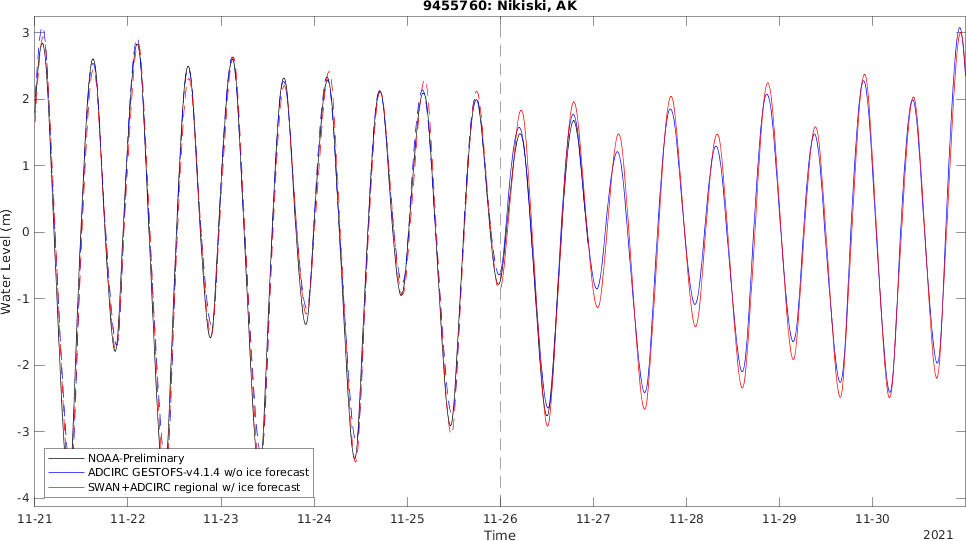 9455760: Nikiski, AK
Water Level (m)
3
2
1
0
-1
-2
-3
-4
NOAA-Preliminary
ADCIRC GESTOFS-v4.1.4 w/o ice forecast
SWAN+ADCIRC regional w/ ice forecast
11-21 11-22 11-23 11-24 11-25 11-26 11-27 11-28 11-29 11-30
Time
2021